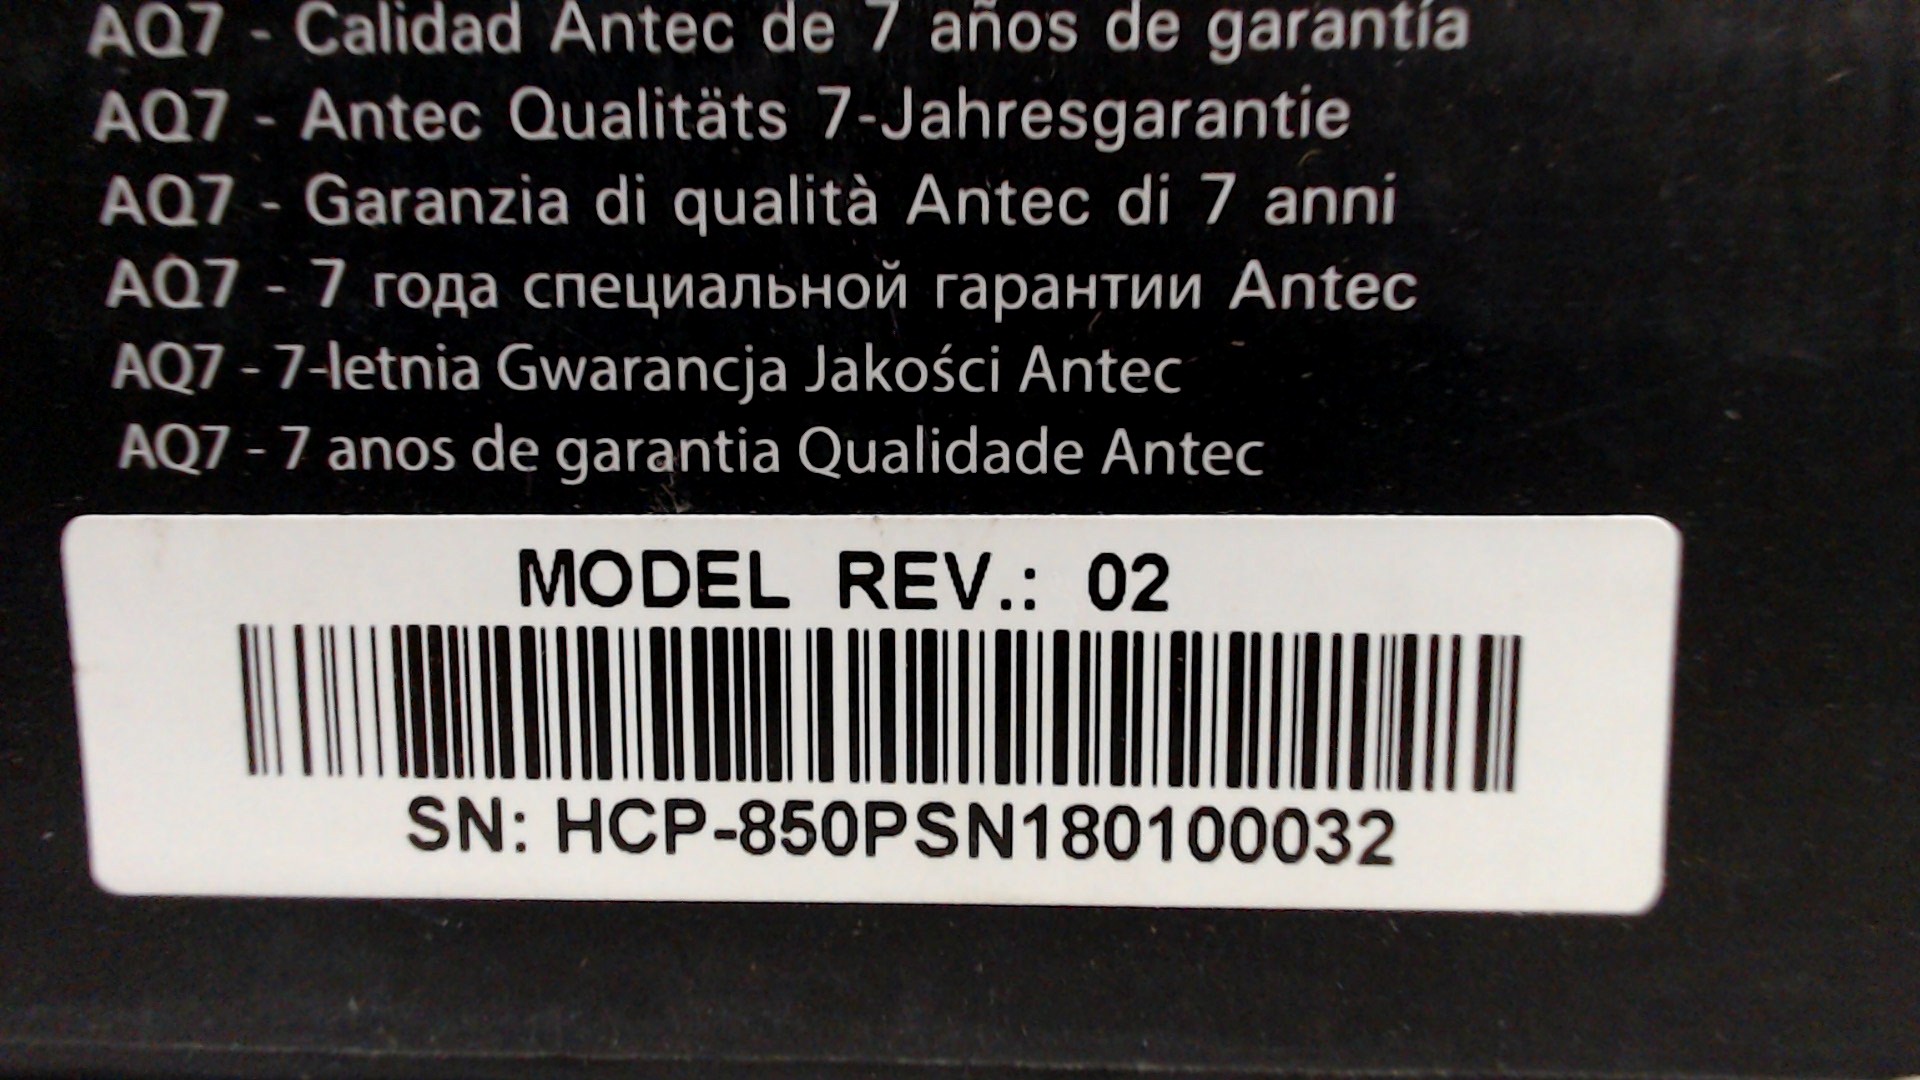 AQ7 - Calidad Antec de 7 años de garantía
AQ7 - Antec Qualitäts 7-Jahresgarantie
AQ7 - Garanzia di qualità Antec di 7 anni
AQ7 - 7 года специальной гарантии Antec
AQ7 - 7-letnia Gwarancja Jakości Antec
AQ7 - 7 anos de garantia Qualidade Antec
MODEL REV.: 02
SN: HCP-850PSN180100032